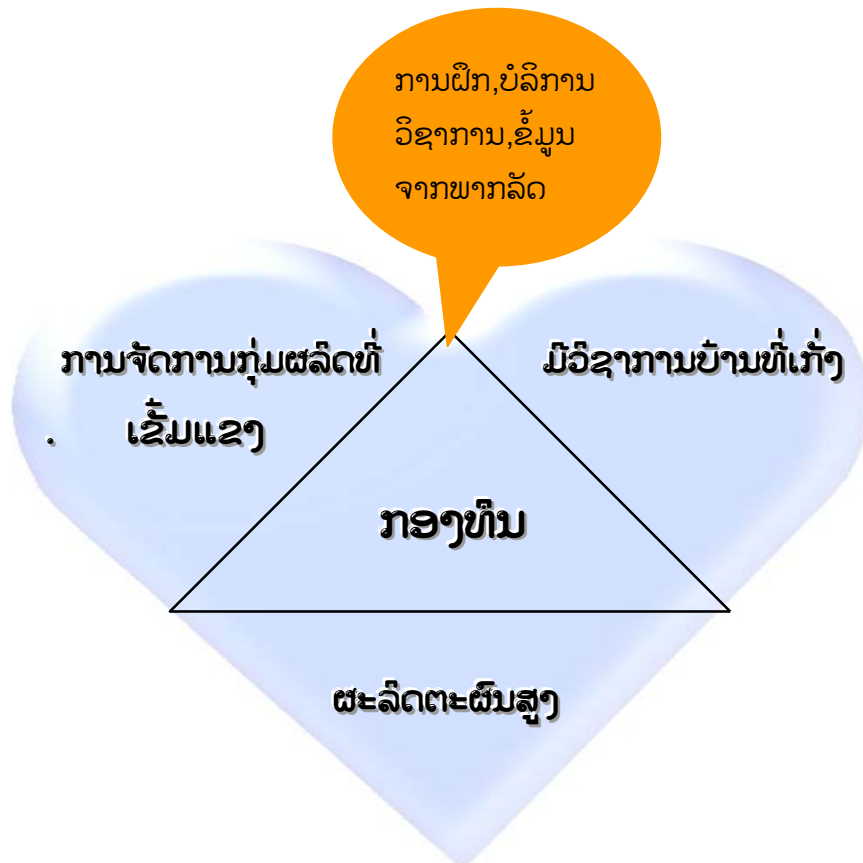 ການຝຶກ,ບໍລິການ
ວິຊາການ,ຂໍ້ມູນ
ຈາກພາກລັດ
ການຈັດການກຸ່ມຜລິດທີ່
. ເຂັ້ມແຂງ
ມີວິຊາການບ້ານທີ່ເກັ່ງ
ກອງທຶນ
ຜະລິດຕະຜົນສູງ